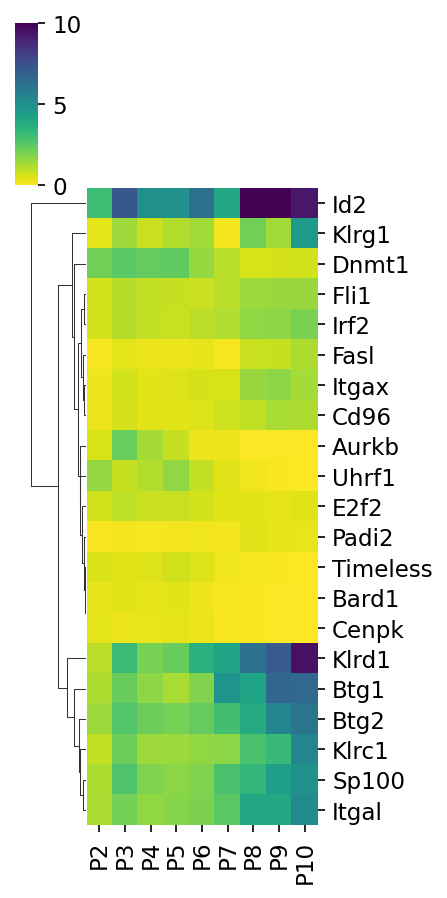 10
5
0
Id2
Klrg1
Dnmt1
Fli1
Irf2
Fasl
Itgax
Cd96
Aurkb
Uhrf1
E2f2
Padi2
Timeless
Bard1
Cenpk
Klrd1
Btg1
Btg2
Klrc1
Sp100
Itgal
P2 P3 P4 P5 P6 P7 P8 P9 P10